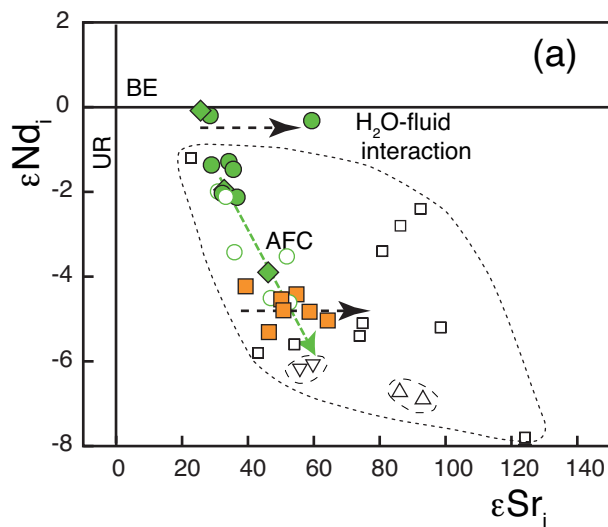 (a)
2
0
-2
-4
-6
-8
εNdᵢ
BE
UR
H₂O-fluid
interaction
AFC
0 20 40 60 80 100 120 140
εSrᵢ